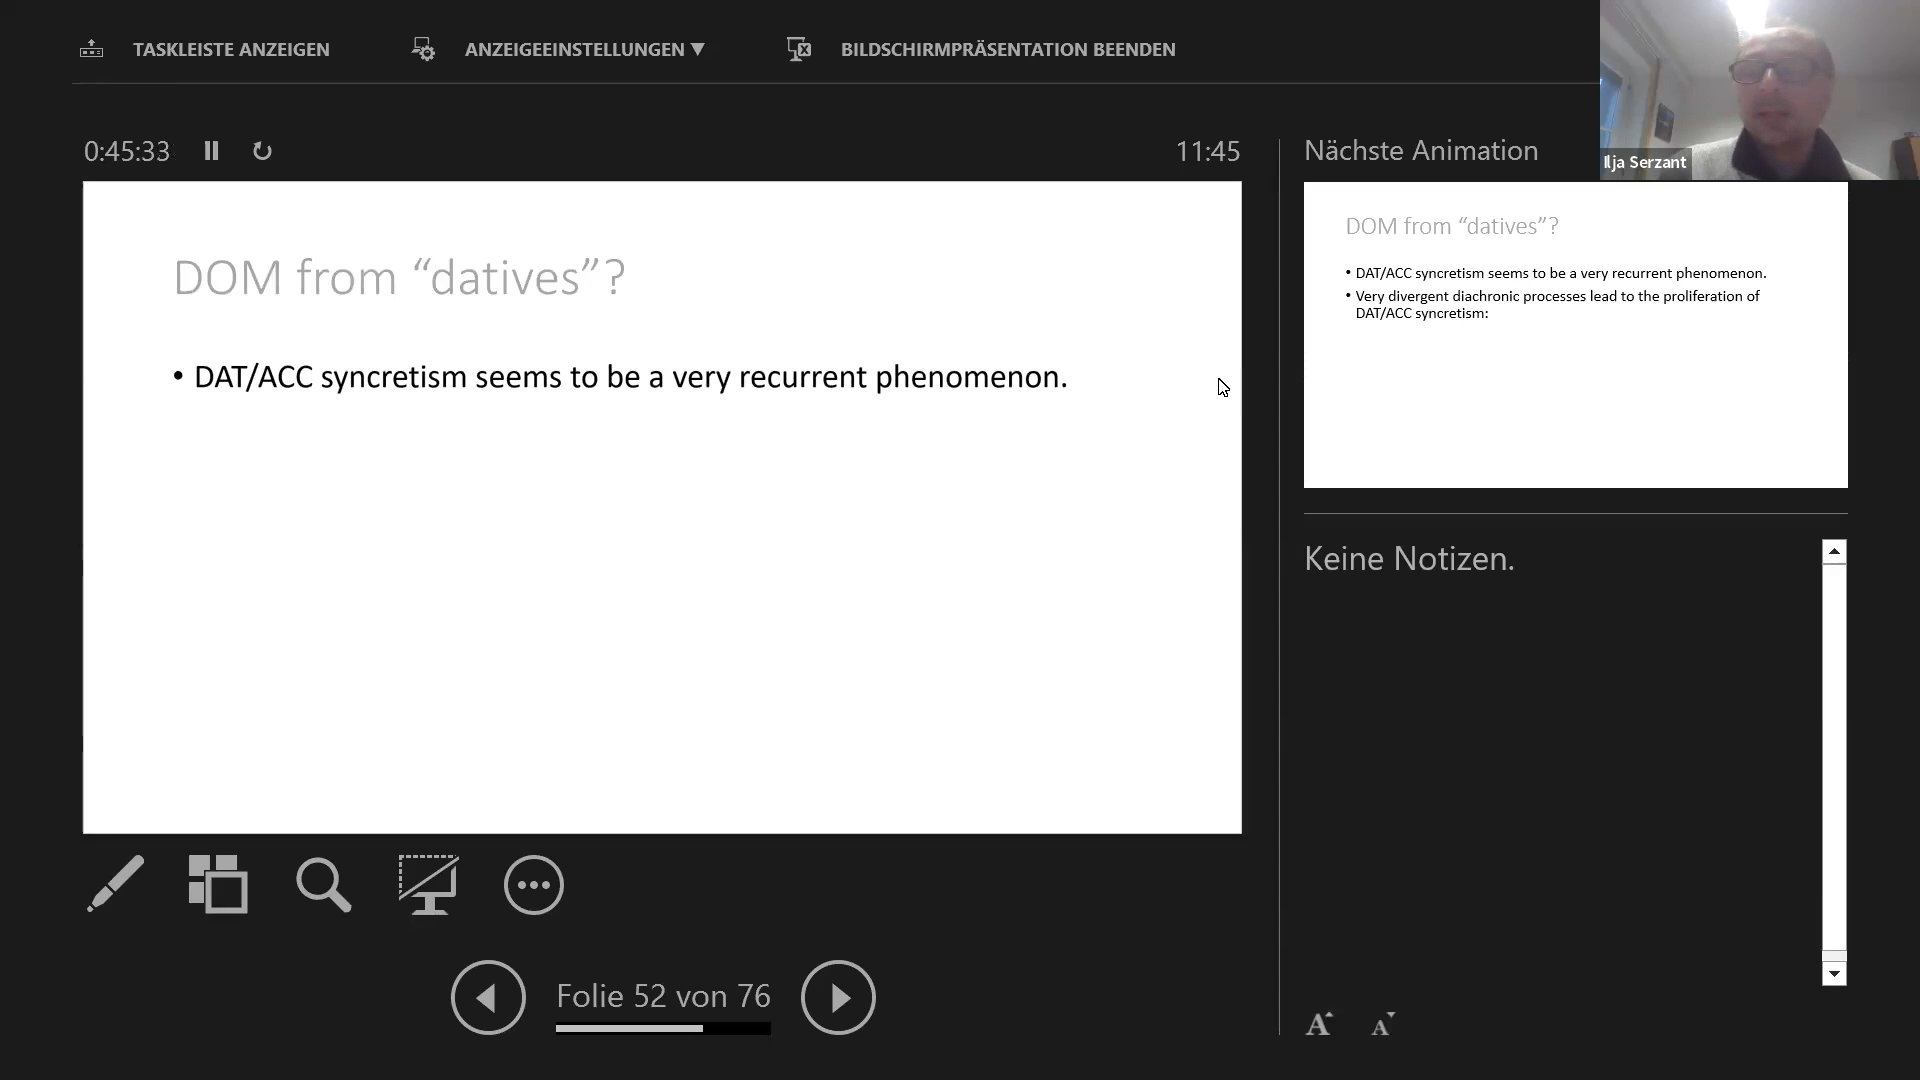 TASKLEISTE ANZEIGEN
ANZEIGEEINSTELLUNGEN ▼
BILDSCHIRMPRÄSENTATION BEENDEN
0:45:33
11:45
DOM from “datives”?
• DAT/ACC syncretism seems to be a very recurrent phenomenon.
Folie 52 von 76
Nächste Animation
Ilja Serzant
DOM from “datives”?
• DAT/ACC syncretism seems to be a very recurrent phenomenon.
• Very divergent diachronic processes lead to the proliferation of
DAT/ACC syncretism:
Keine Notizen.
A A